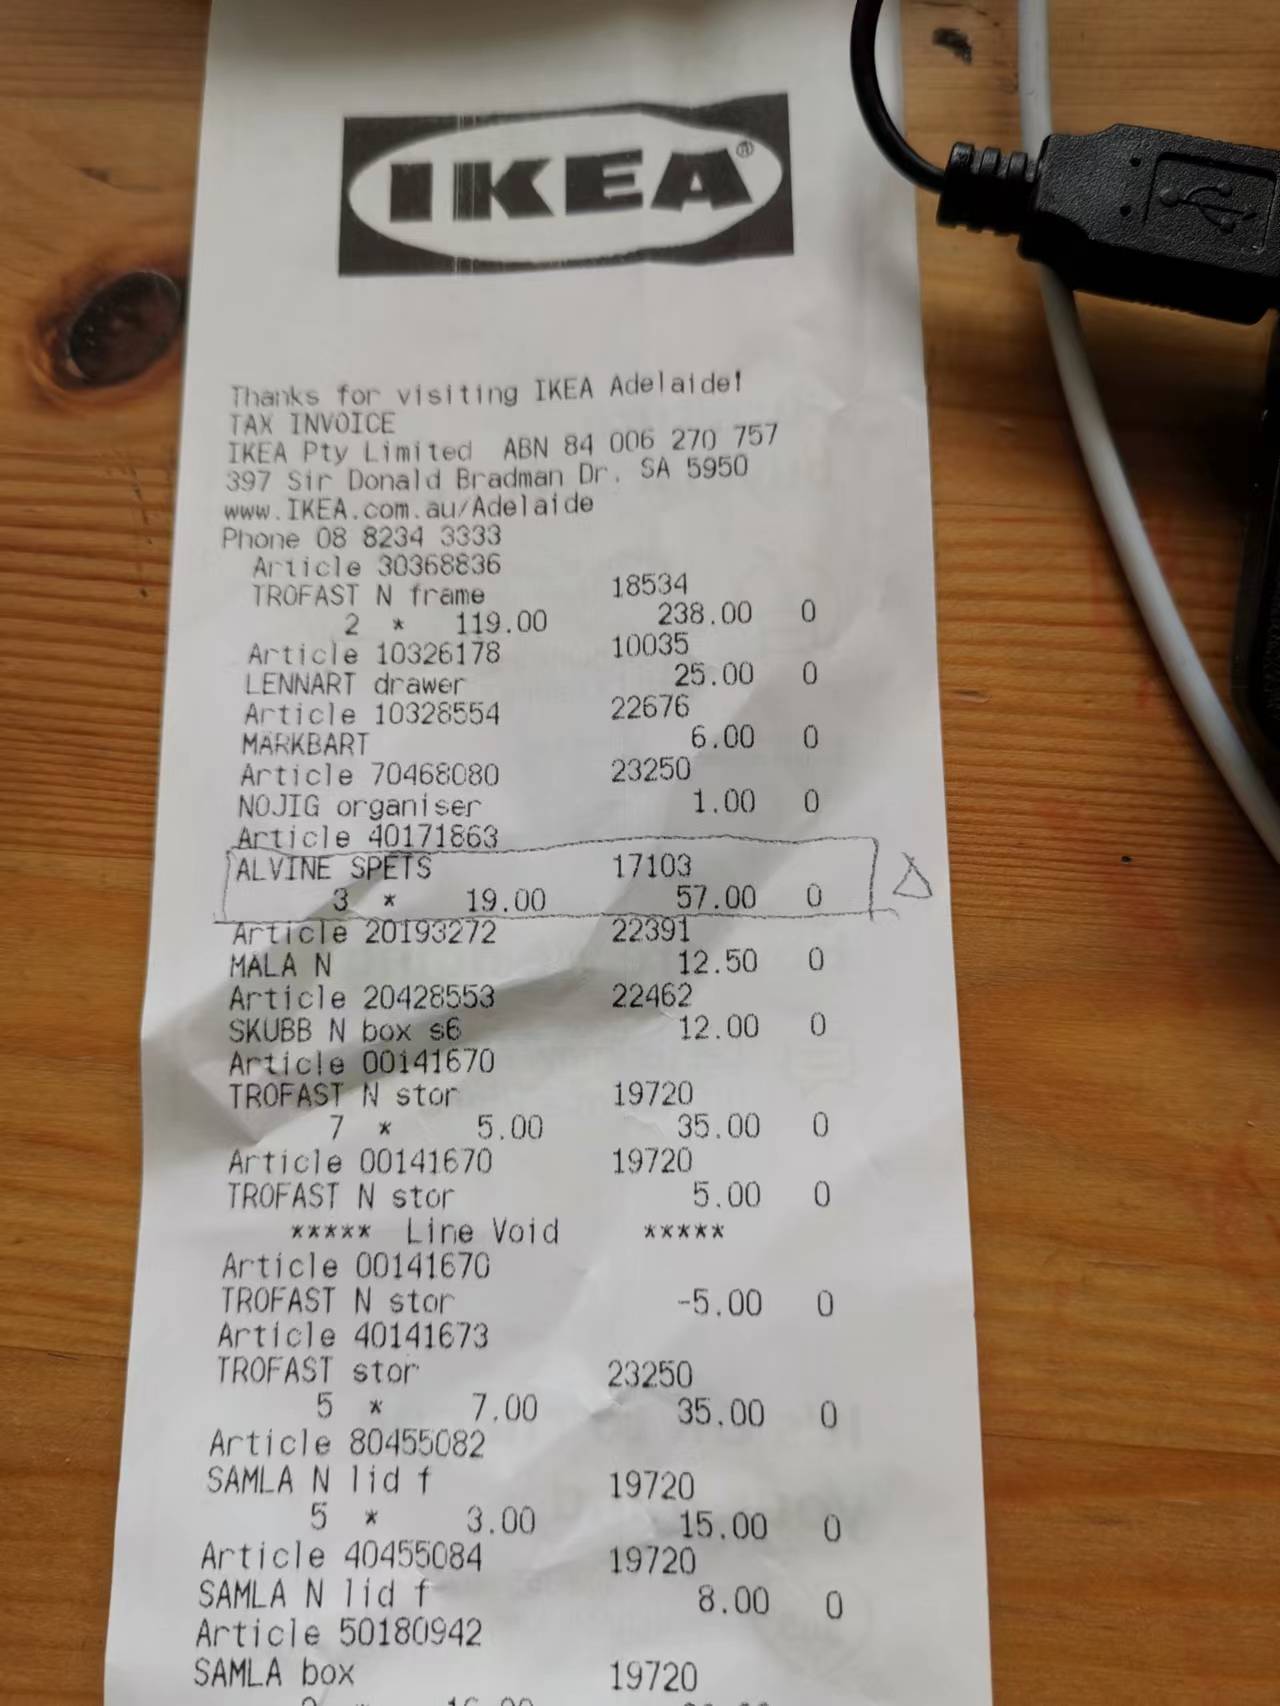 IKEA®
Thanks for visiting IKEA Adelaide!
TAX INVOICE
IKEA Pty Limited ABN 84 006 270 757
397 Sir Donald Bradman Dr. SA 5950
www.IKEA.com.au/Adelaide
Phone 08 8234 3333
Article 30368836
TROFAST N frame 18534
2 * 119.00 238.00 0
Article 10326178 10035
LENNART drawer 25.00 0
Article 10328554 22676
MARKBART 6.00 0
Article 70468080 23250
NOJIG organiser 1.00 0
Article 40171863
ALVINE SPETS 17103
3 * 19.00 57.00 0
Article 20193272 22391
MALA N 12.50 0
Article 20428553 22462
SKUBB N box s6 12.00 0
Article 00141670
TROFAST N stor 19720
7 * 5.00 35.00 0
Article 00141670 19720
TROFAST N stor 5.00 0
***** Line Void *****
Article 00141670
TROFAST N stor -5.00 0
Article 40141673
TROFAST stor 23250
5 * 7.00 35.00 0
Article 80455082
SAMLA N lid f 19720
5 * 3.00 15.00 0
Article 40455084 19720
SAMLA N lid f 8.00 0
Article 50180942
SAMLA box 19720